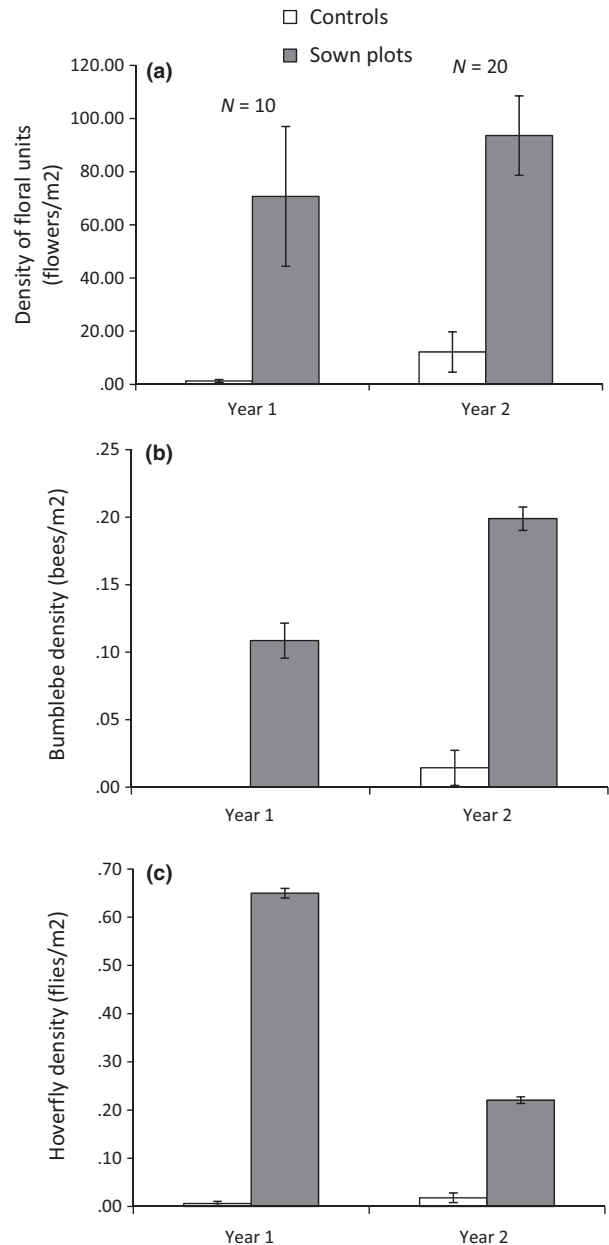 Controls
Sown plots
(a)
N = 10
N = 20
120.00
100.00
80.00
60.00
40.00
20.00
.00
Density of floral units
(flowers/m2)
Year 1 Year 2
(b)
.25
.20
.15
.10
.05
.00
Bumblebe density (bees/m2)
Year 1 Year 2
(c)
.70
.60
.50
.40
.30
.20
.10
.00
Hoverfly density (flies/m2)
Year 1 Year 2